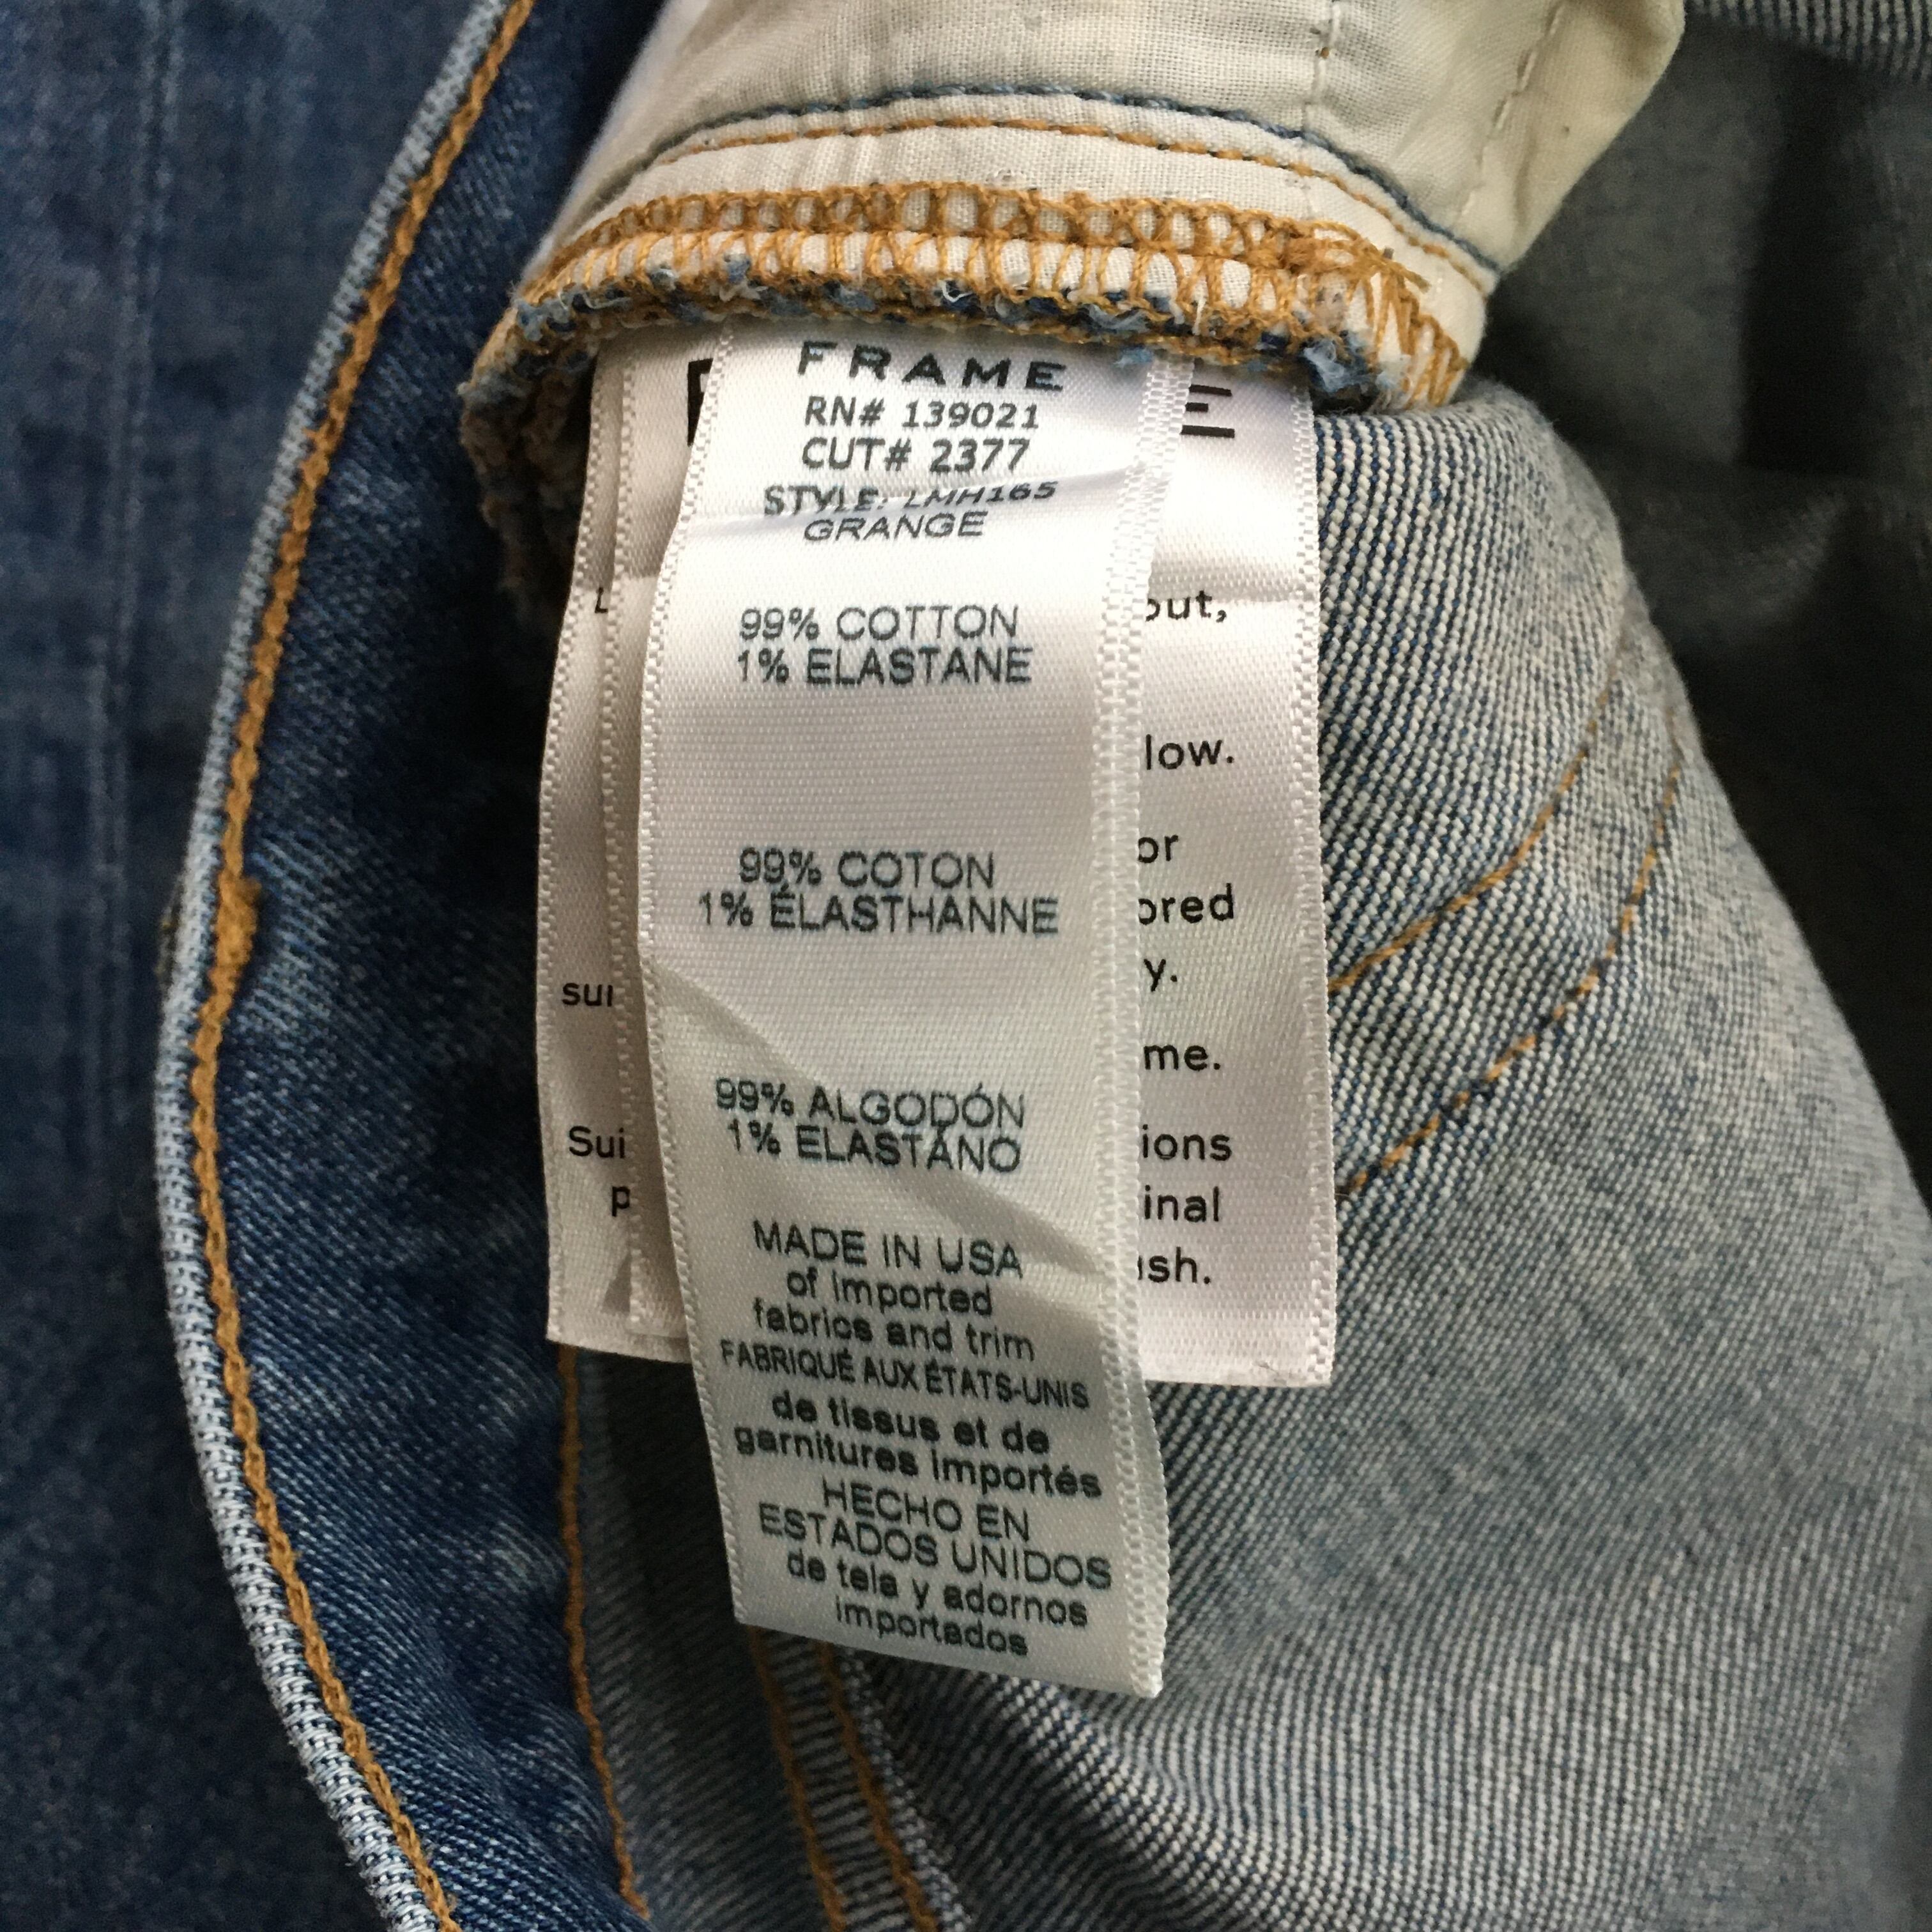 FRAME
RN# 139021
CUT# 2377
STYLE: LMH165
GRANGE
99% COTTON
1% ELASTANE
99% COTON
1% ÉLASTHANNE
99% ALGODÓN
1% ELASTANO
MADE IN USA
of imported
fabrics and trim
FABRIQUÉ AUX ÉTATS-UNIS
de tissus et de
garnitures importés
HECHO EN
ESTADOS UNIDOS
de tela y adornos
importados
E
low.
me.